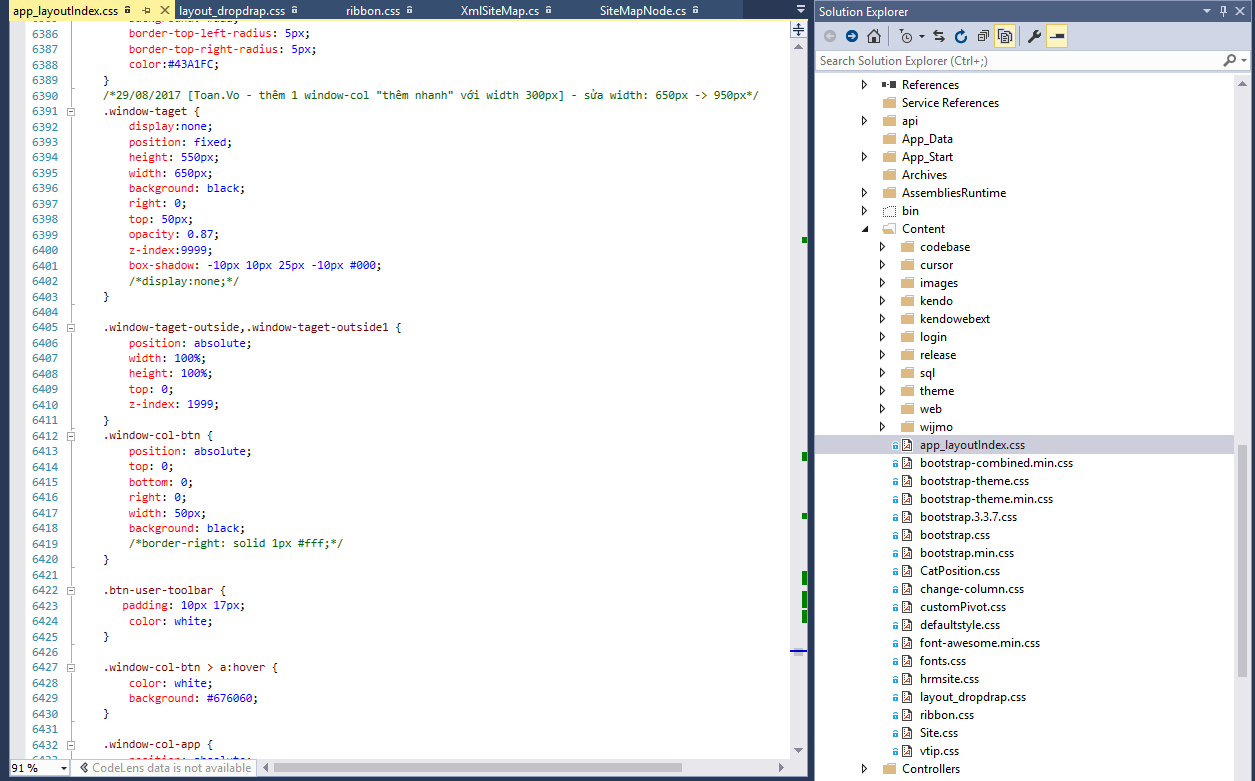 app_layoutIndex.css
layout_dropdrap.css
ribbon.css
XmlSiteMap.cs
SiteMapNode.cs
6386 border-top-left-radius: 5px;
6387 border-top-right-radius: 5px;
6388 color:#43A1FC;
6389 }
6390 /*29/08/2017 [Toan.Vo - thêm 1 window-col "thêm nhanh" với width 300px] - sửa width: 650px -> 950px*/
6391 .window-taget {
6392 display:none;
6393 position: fixed;
6394 height: 550px;
6395 width: 650px;
6396 background: black;
6397 right: 0;
6398 top: 50px;
6399 opacity: 0.87;
6400 z-index:9999;
6401 box-shadow: -10px 10px 25px -10px #000;
6402 /*display:none;*/
6403 }
6404
6405 .window-taget-outside,.window-taget-outside1 {
6406 position: absolute;
6407 width: 100%;
6408 height: 100%;
6409 top: 0;
6410 z-index: 1999;
6411 }
6412 .window-col-btn {
6413 position: absolute;
6414 top: 0;
6415 bottom: 0;
6416 right: 0;
6417 width: 50px;
6418 background: black;
6419 /*border-right: solid 1px #fff;*/
6420 }
6421
6422 .btn-user-toolbar {
6423 padding: 10px 17px;
6424 color: white;
6425 }
6426
6427 .window-col-btn > a:hover {
6428 color: white;
6429 background: #676060;
6430 }
6431
6432 .window-col-app {
91 %
CodeLens data is not available
Solution Explorer
Search Solution Explorer (Ctrl+;)
References
Service References
api
App_Data
App_Start
Archives
AssembliesRuntime
bin
Content
codebase
cursor
images
kendo
kendowebext
login
release
sql
theme
web
wijmo
app_layoutIndex.css
bootstrap-combined.min.css
bootstrap-theme.css
bootstrap-theme.min.css
bootstrap.3.3.7.css
bootstrap.css
bootstrap.min.css
CatPosition.css
change-column.css
customPivot.css
defaultstyle.css
font-awesome.min.css
fonts.css
hrmsite.css
layout_dropdrap.css
ribbon.css
Site.css
vtip.css
Controllers